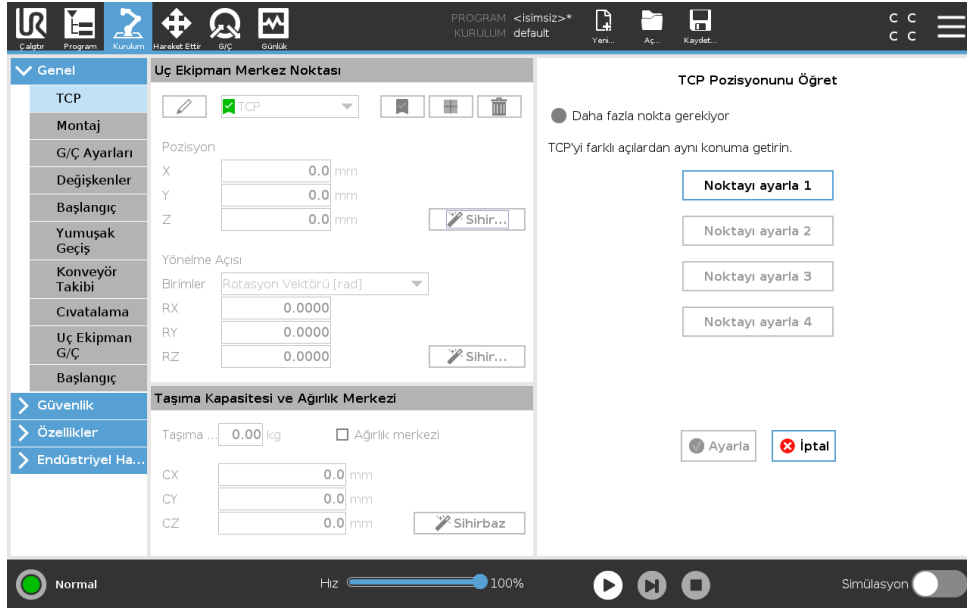 UR
Çalıştır
Program
Kurulum
Hareket Ettir
G/Ç
Günlük
PROGRAM <isimsiz>*
KURULUM default
Yeni...
Aç...
Kaydet...
C C
C C
Genel
TCP
Montaj
G/Ç Ayarları
Değişkenler
Başlangıç
Yumuşak
Geçiş
Konveyör
Takibi
Cıvatalama
Uç Ekipman
G/Ç
Başlangıç
Güvenlik
Özellikler
Endüstriyel Ha...
Uç Ekipman Merkez Noktası
TCP
Pozisyon
X 0.0 mm
Y 0.0 mm
Z 0.0 mm Sihir...
Yönelme Açısı
Birimler Rotasyon Vektörü [rad]
RX 0.0000
RY 0.0000
RZ 0.0000 Sihir...
Taşıma Kapasitesi ve Ağırlık Merkezi
Taşıma ... 0.00 kg Ağırlık merkezi
CX 0.0 mm
CY 0.0 mm
CZ 0.0 mm Sihirbaz
TCP Pozisyonunu Öğret
Daha fazla nokta gerekiyor
TCP'yi farklı açılardan aynı konuma getirin.
Noktayı ayarla 1
Noktayı ayarla 2
Noktayı ayarla 3
Noktayı ayarla 4
Ayarla İptal
Normal
Hız 100%
Simülasyon